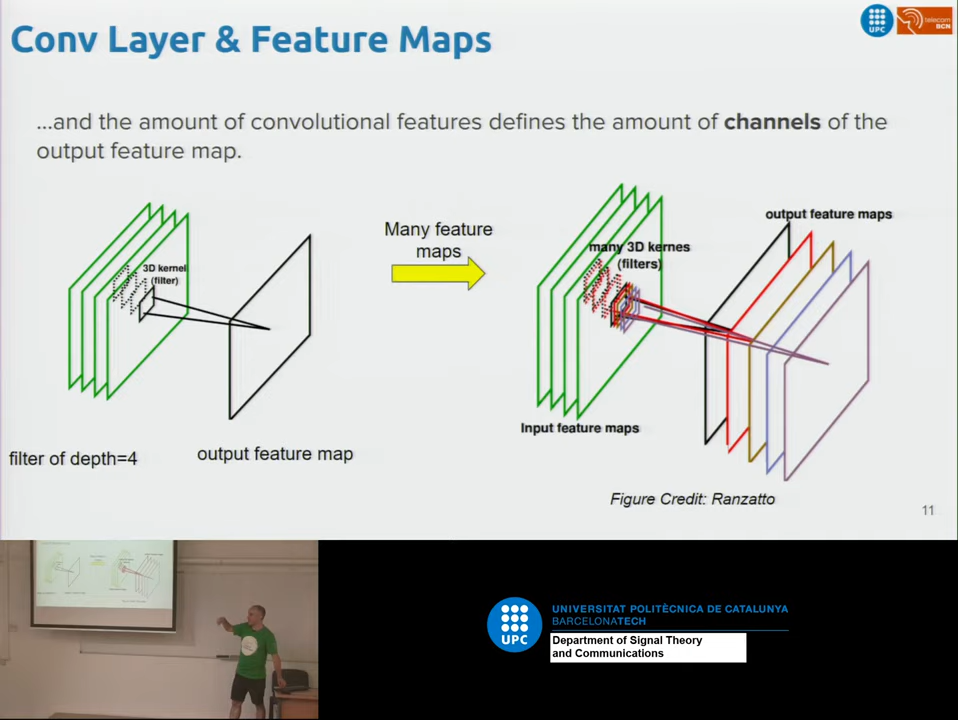 Conv Layer & Feature Maps
UPC
telecom
BCN
...and the amount of convolutional features defines the amount of channels of the
output feature map.
3D kernel
(filter)
filter of depth=4
output feature map
Many feature
maps
many 3D kernes
(filters)
output feature maps
Input feature maps
Figure Credit: Ranzatto
11
UPC
UNIVERSITAT POLITÈCNICA DE CATALUNYA
BARCELONATECH
Department of Signal Theory
and Communications